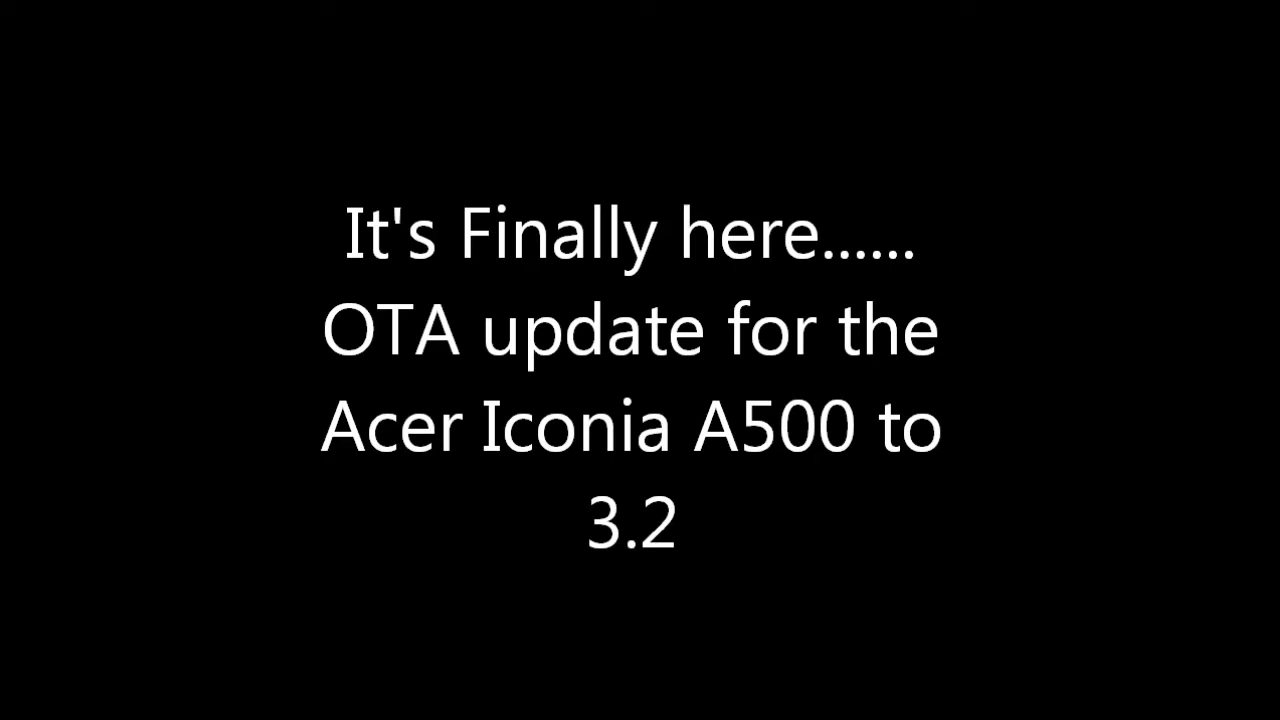 It's Finally here......
OTA update for the
Acer Iconia A500 to
3.2